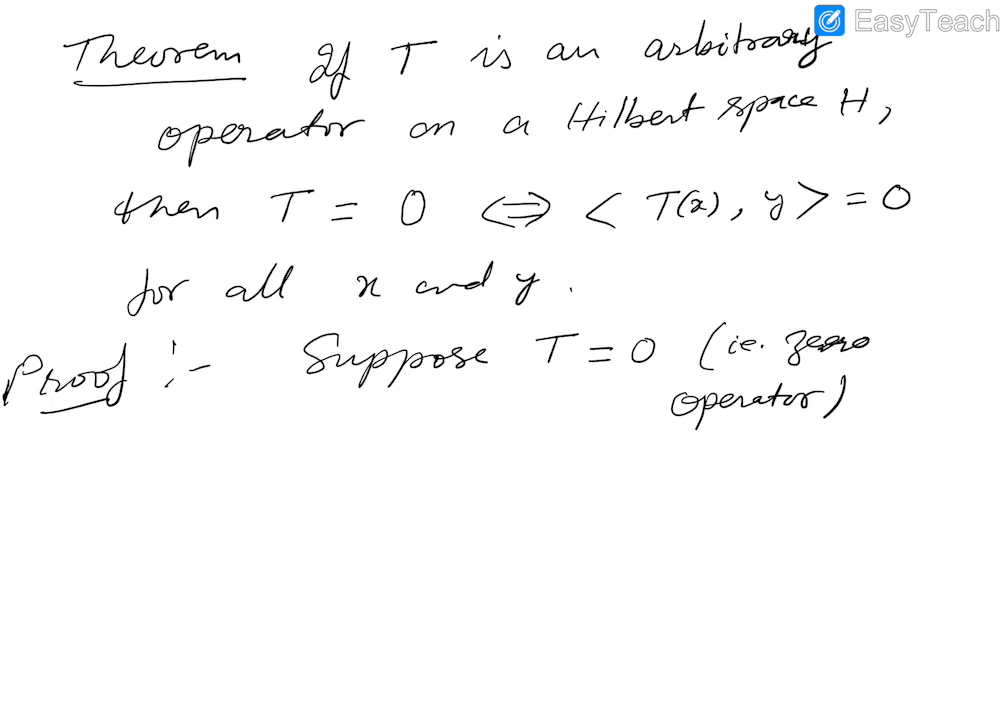 EasyTeach
Theorem If T is an arbitrary
operator on a Hilbert space H,
then T = 0 ⇔ < T(x), y > = 0
for all x and y.
Proof :- Suppose T = 0 (ie. zero
operator)